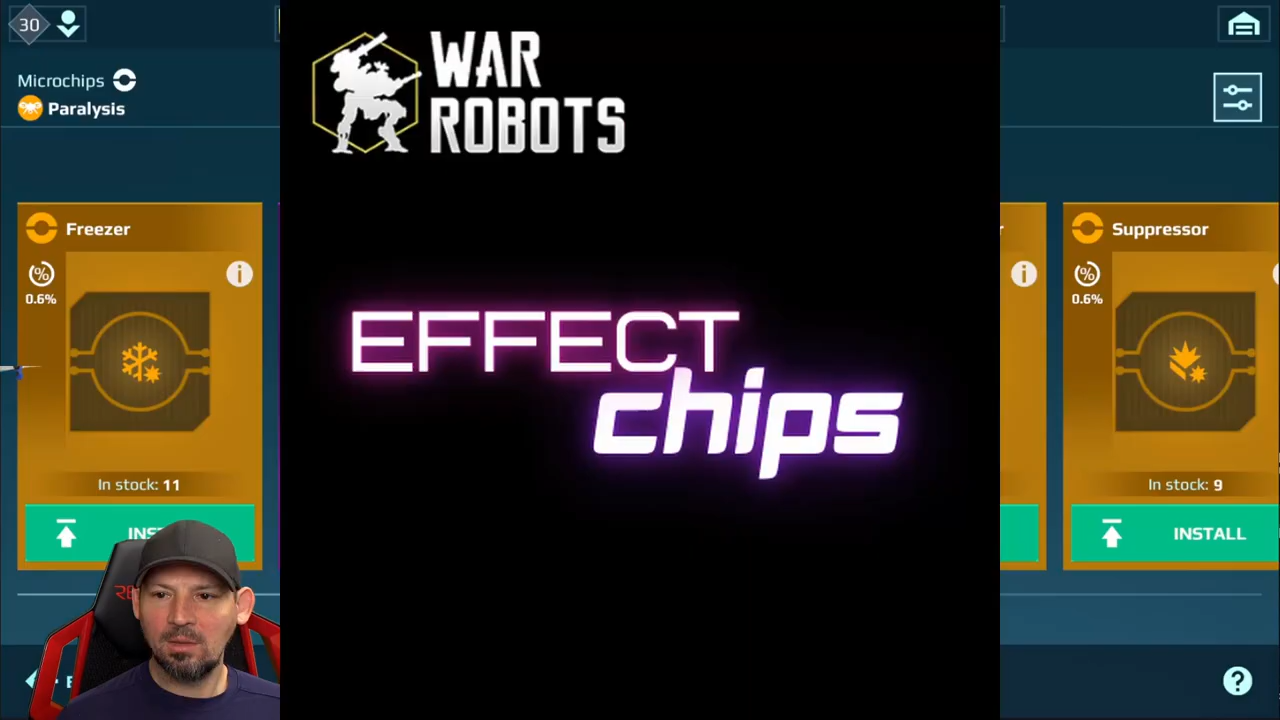 30
Microchips
Paralysis
WAR
ROBOTS
EFFECT
chips
Freezer
0.6%
In stock: 11
INS
Suppressor
0.6%
In stock: 9
INSTALL